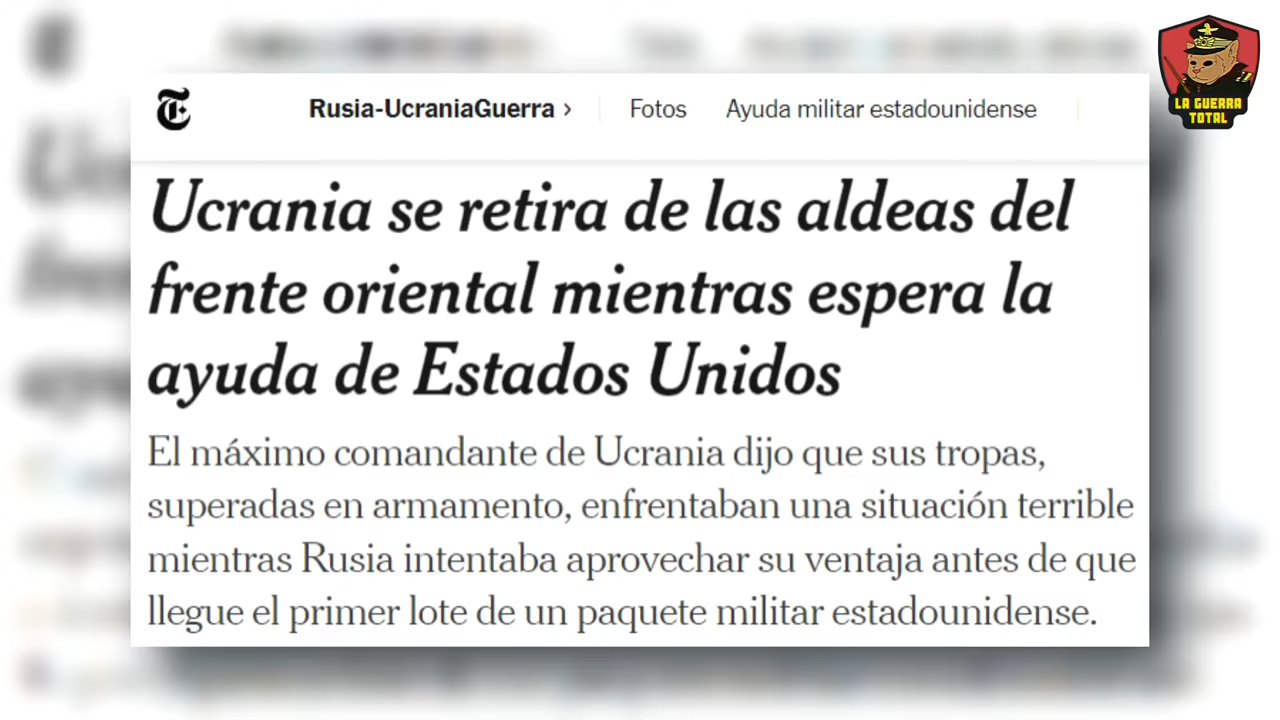 Rusia-UcraniaGuerra › Fotos Ayuda militar estadounidense
LA GUERRA
TOTAL
Ucrania se retira de las aldeas del
frente oriental mientras espera la
ayuda de Estados Unidos
El máximo comandante de Ucrania dijo que sus tropas,
superadas en armamento, enfrentaban una situación terrible
mientras Rusia intentaba aprovechar su ventaja antes de que
llegue el primer lote de un paquete militar estadounidense.